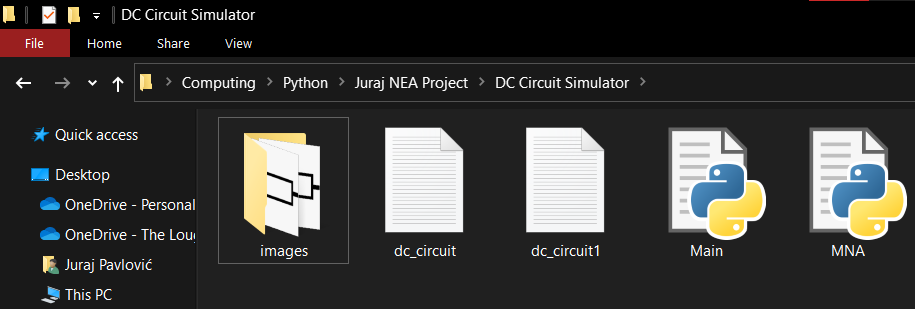 DC Circuit Simulator
File Home Share View
Computing Python Juraj NEA Project DC Circuit Simulator
Quick access
Desktop
OneDrive - Personal
OneDrive - The Loug
Juraj Pavlović
This PC
images dc_circuit dc_circuit1 Main MNA